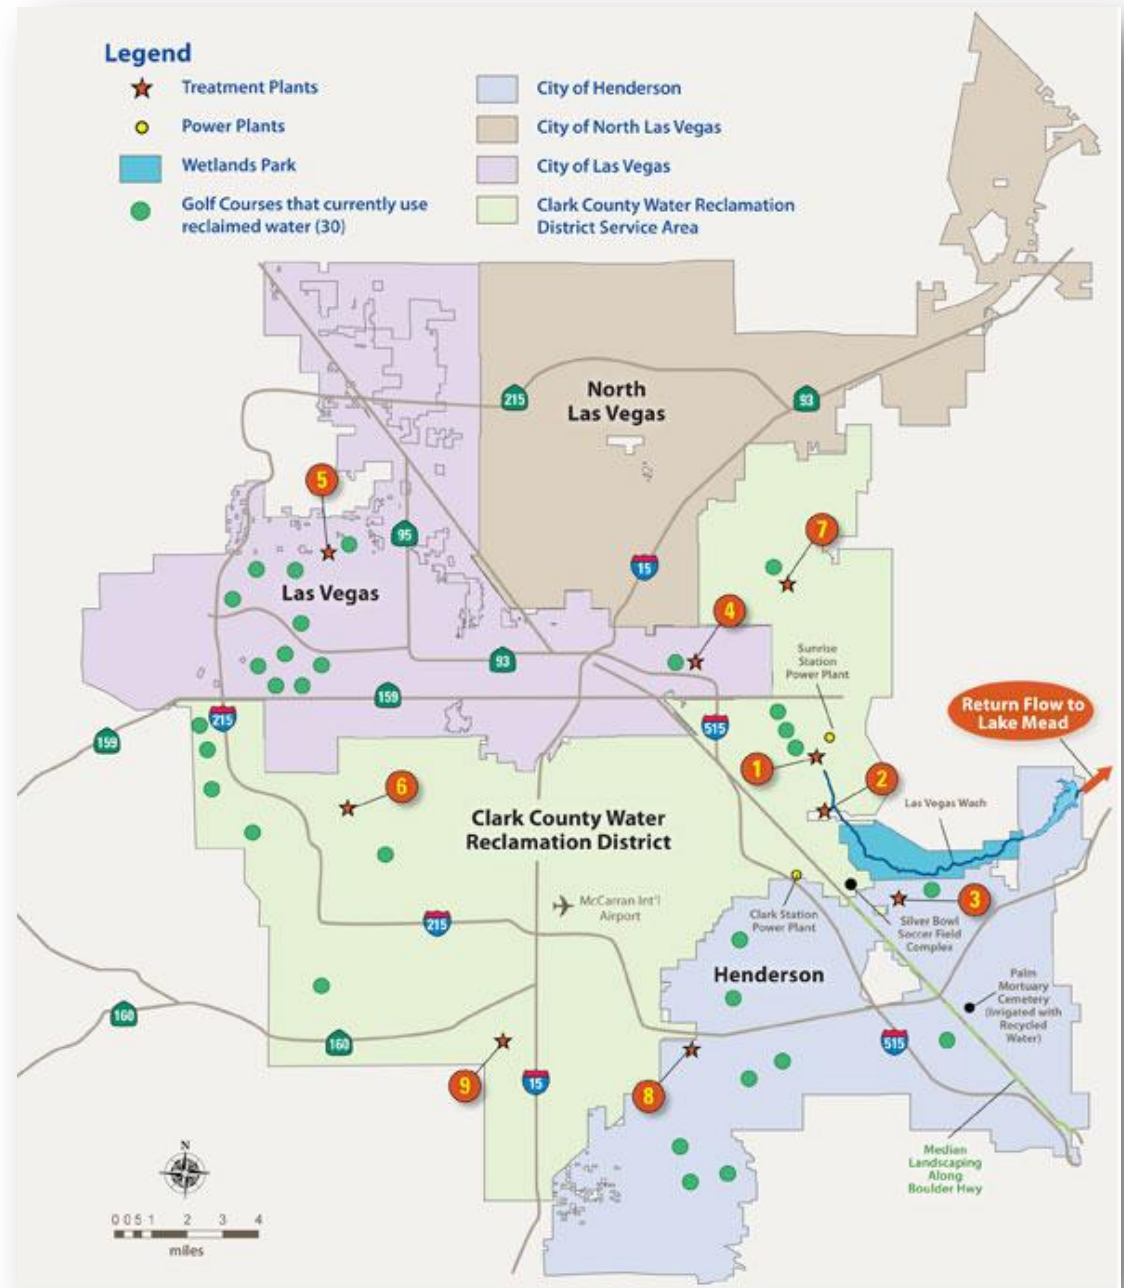 Legend
Treatment Plants
Power Plants
Wetlands Park
Golf Courses that currently use
reclaimed water (30)
City of Henderson
City of North Las Vegas
City of Las Vegas
Clark County Water Reclamation
District Service Area
North
Las Vegas
215
93
5
95
15
7
Las Vegas
4
93
Sunrise
Station
Power Plant
159
159
215
515
Return Flow to
Lake Mead
1
2
6
Las Vegas Wash
Clark County Water
Reclamation District
McCarran Int'l
Airport
215
Clark Station
Power Plant
3
Silver Bowl
Soccer Field
Complex
Henderson
Palm
Mortuary
Cemetery
(Irrigated with
Recycled
Water)
160
160
515
9
15
8
Median
Landscaping
Along
Boulder Hwy
N
0 0.5 1 2 3 4
miles